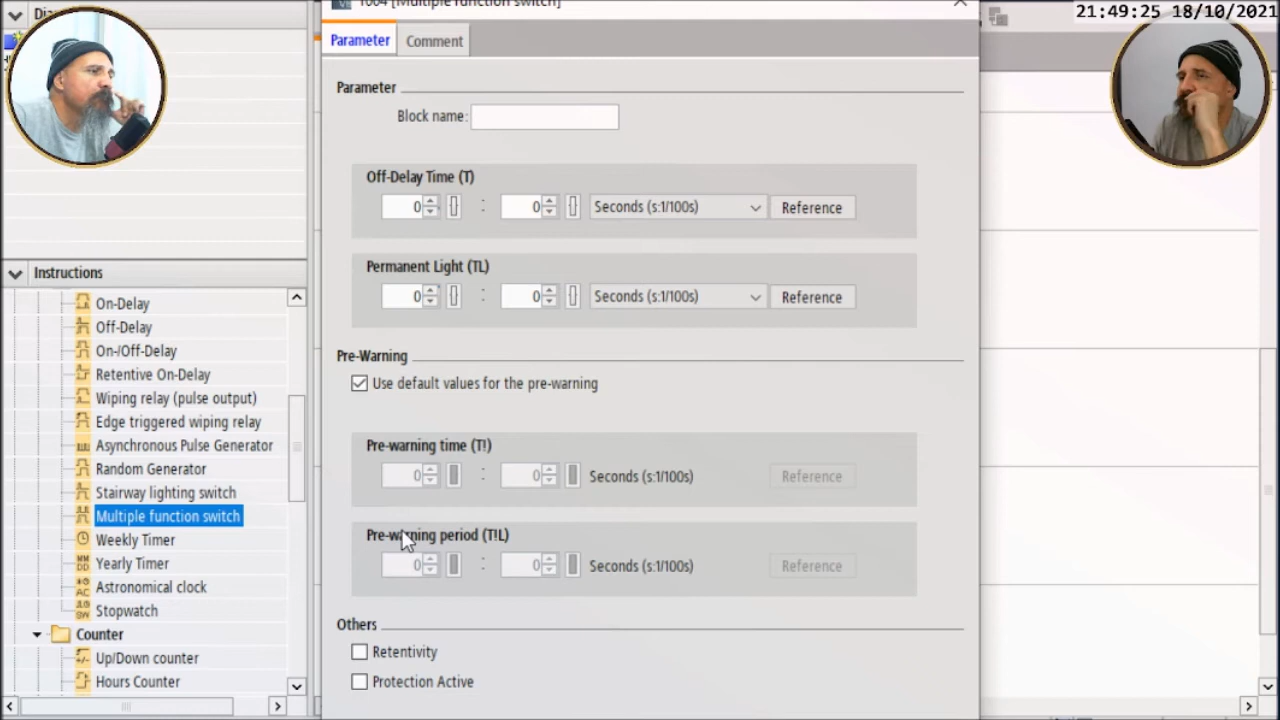 21:49:25 18/10/2021
1004 [Multiple function switch]
Parameter
Comment
Parameter
Block name:
Off-Delay Time (T)
0 : 0 Seconds (s:1/100s) Reference
Permanent Light (TL)
0 : 0 Seconds (s:1/100s) Reference
Pre-Warning
Use default values for the pre-warning
Pre-warning time (T!)
0 : 0 Seconds (s:1/100s) Reference
Pre-warning period (T!L)
0 : 0 Seconds (s:1/100s) Reference
Others
Retentivity
Protection Active
Instructions
On-Delay
Off-Delay
On-/Off-Delay
Retentive On-Delay
Wiping relay (pulse output)
Edge triggered wiping relay
Asynchronous Pulse Generator
Random Generator
Stairway lighting switch
Multiple function switch
Weekly Timer
Yearly Timer
Astronomical clock
Stopwatch
Counter
Up/Down counter
Hours Counter